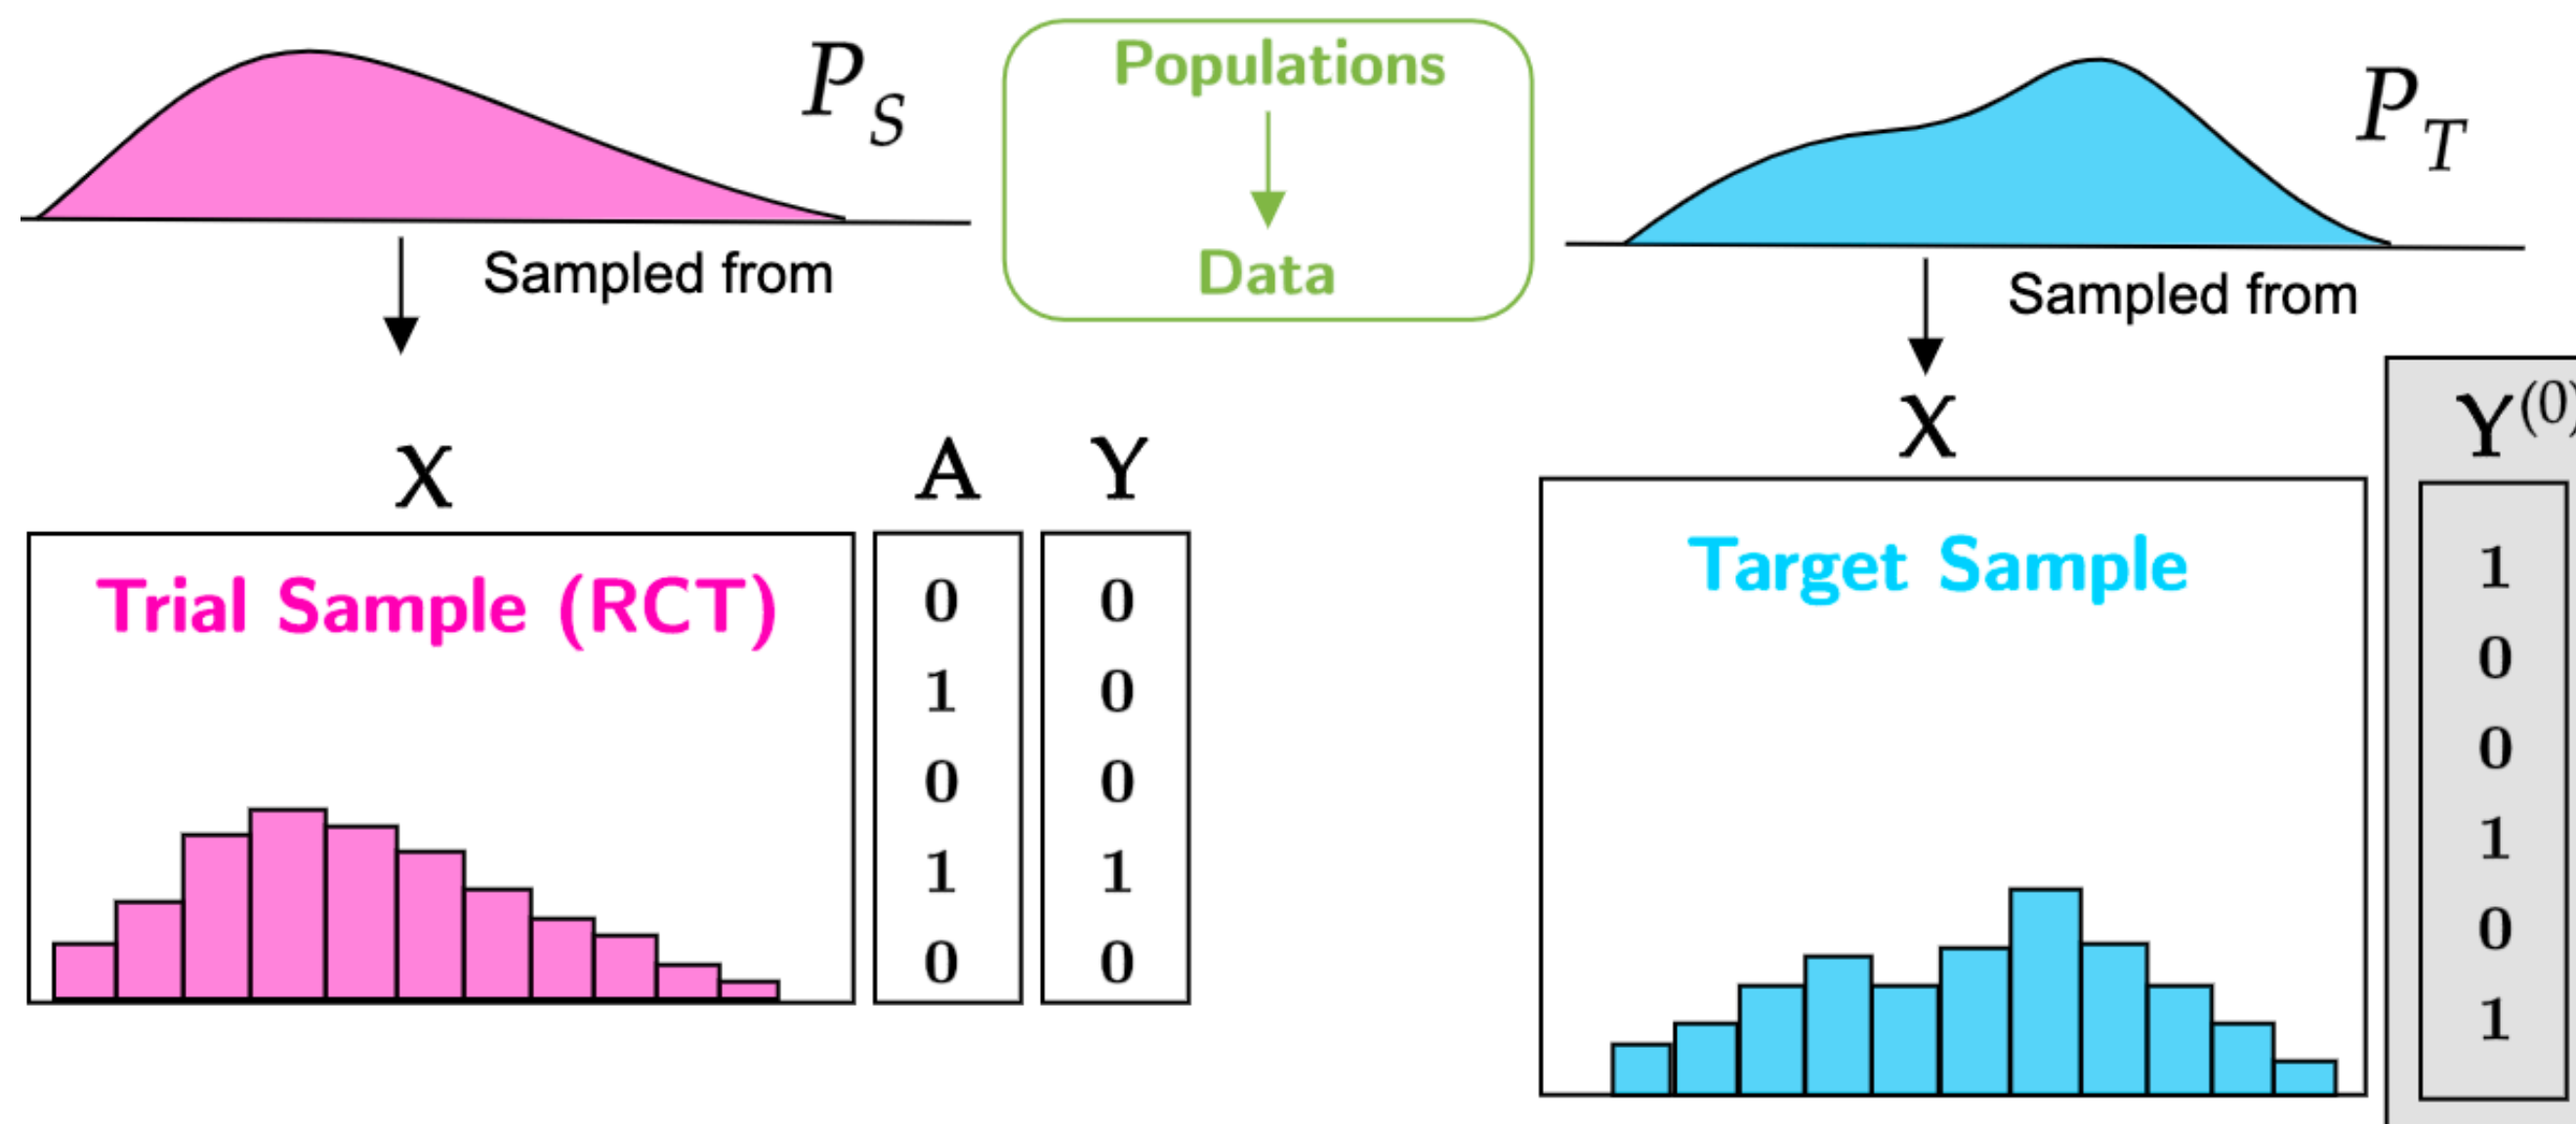 P_S
Populations
Data
P_T
Sampled from
Sampled from
X
A
Y
Trial Sample (RCT)
0 0
1 0
0 0
1 1
0 0
X
Y^(0)
Target Sample
1
0
0
1
0
1